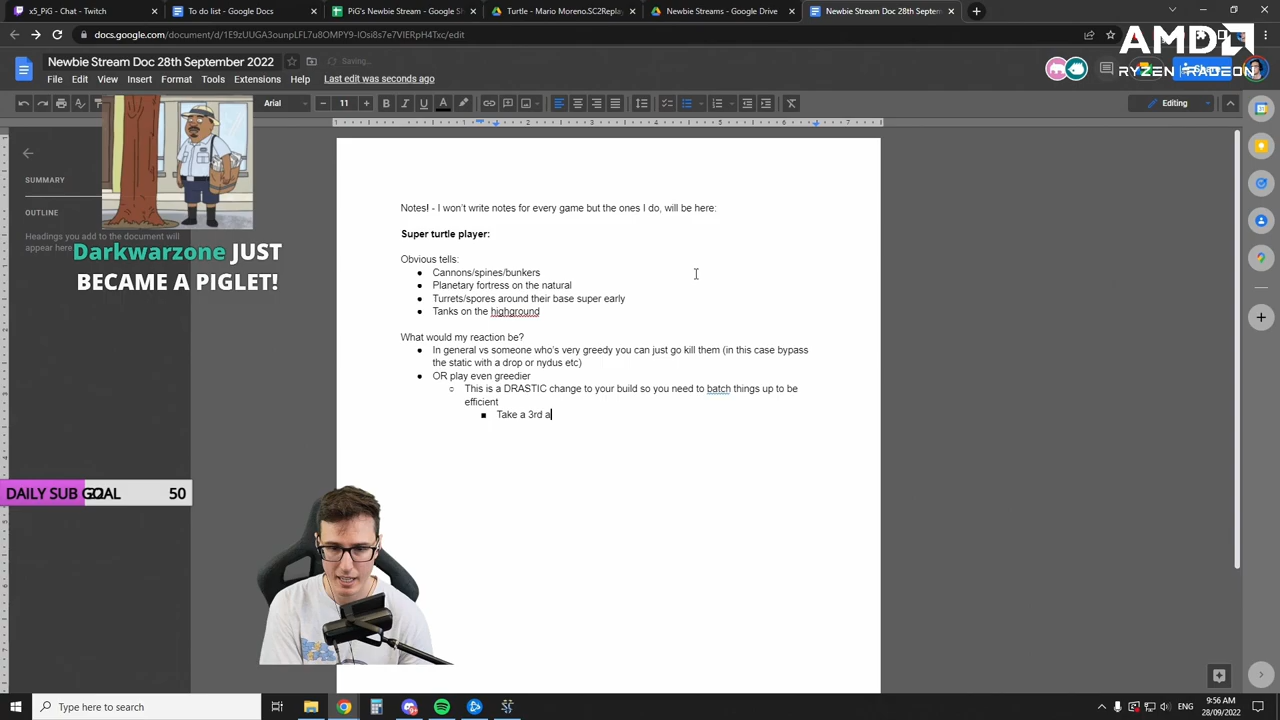 x5_PiG - Chat - Twitch
To do list - Google Docs
PiG's Newbie Stream - Google Sh
Turtle - Mario Moreno.SC2Replay
Newbie Streams - Google Drive
Newbie Stream Doc 28th Septem
docs.google.com/document/d/1E9zUUGA3ounpLFL7u8OMPY9-lOsi8s7e7VIERpH4Txc/edit
AMD
RYZEN RADEON
Newbie Stream Doc 28th September 2022
Saving...
File Edit View Insert Format Tools Extensions Help Last edit was seconds ago
Share
Arial
11
Editing
SUMMARY
OUTLINE
Headings you add to the document will
appear here
Darkwarzone JUST
BECAME A PIGLET!
Notes! - I won't write notes for every game but the ones I do, will be here:
Super turtle player:
Obvious tells:
● Cannons/spines/bunkers
● Planetary fortress on the natural
● Turrets/spores around their base super early
● Tanks on the highground
What would my reaction be?
● In general vs someone who's very greedy you can just go kill them (in this case bypass
the static with a drop or nydus etc)
● OR play even greedier
○ This is a DRASTIC change to your build so you need to batch things up to be
efficient
■ Take a 3rd a
DAILY SUB GOAL
50
Type here to search
ENG
9:56 AM
28/09/2022